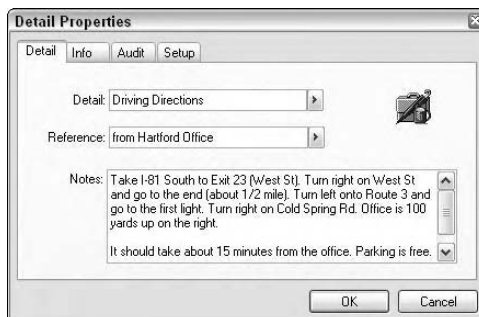 Detail Properties
Detail Info Audit Setup
Detail: Driving Directions
Reference: from Hartford Office
Notes: Take I-81 South to Exit 23 (West St). Turn right on West St
and go to the end (about 1/2 mile). Turn left onto Route 3 and
go to the first light. Turn right on Cold Spring Rd. Office is 100
yards up on the right.
It should take about 15 minutes from the office. Parking is free.
OK Cancel